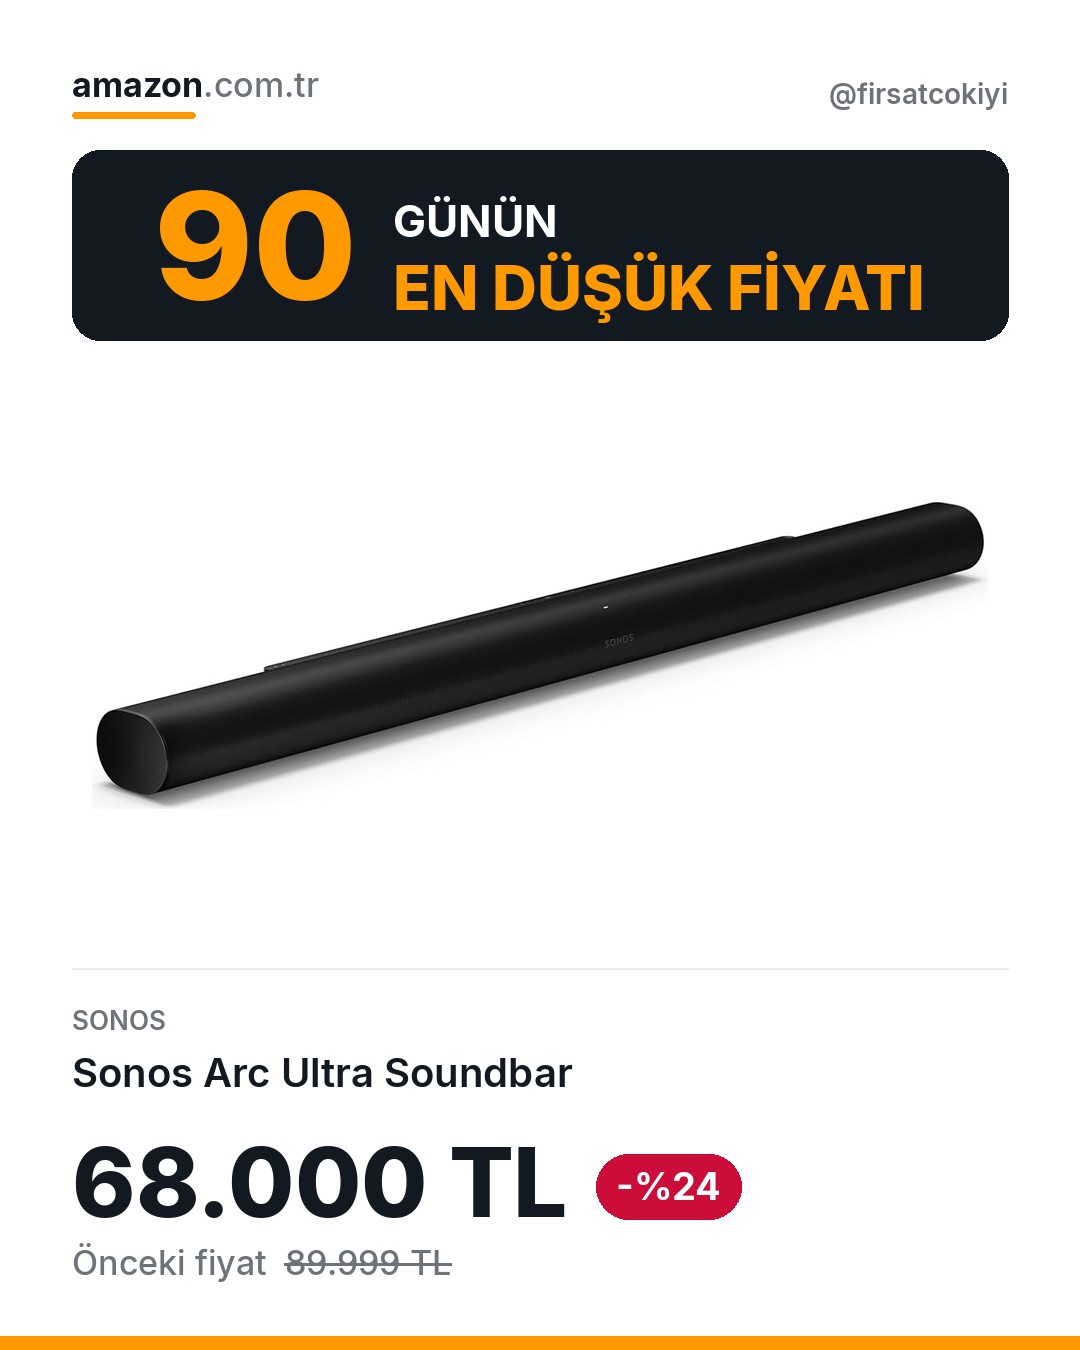 amazon.com.tr
@firsatcokiyi
90 GÜNÜN
EN DÜŞÜK FİYATI
SONOS
SONOS
Sonos Arc Ultra Soundbar
68.000 TL -%24
Önceki fiyat 89.999 TL